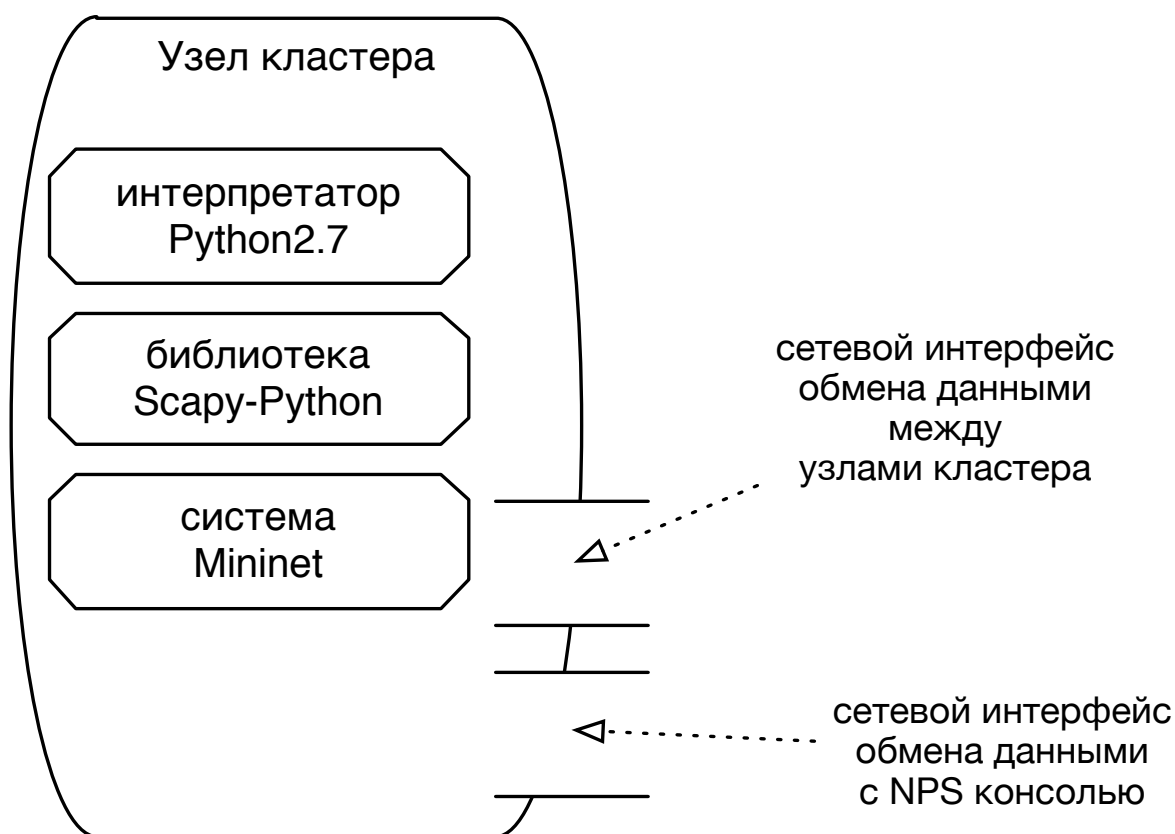 Узел кластера
интерпретатор
Python2.7
библиотека
Scapy-Python
система
Mininet
сетевой интерфейс
обмена данными
между
узлами кластера
сетевой интерфейс
обмена данными
с NPS консолью